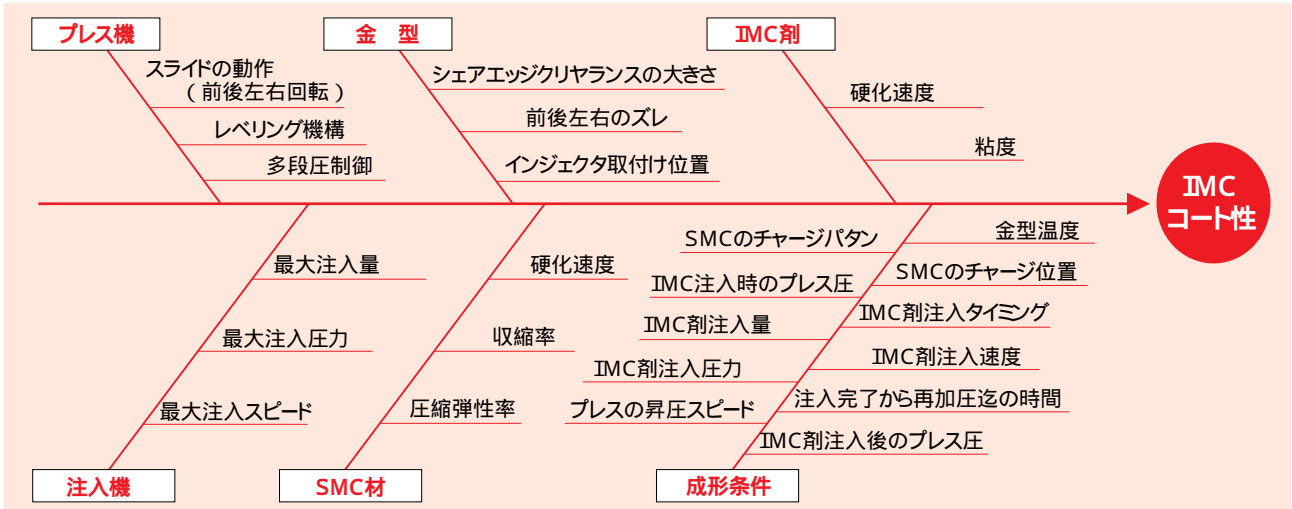 プレス機
スライドの動作
（前後左右回転）
レベリング機構
多段圧制御
金 型
シェアエッジクリヤランスの大きさ
前後左右のズレ
インジェクタ取付け位置
IMC剤
硬化速度
粘度
IMC
コート性
最大注入量
最大注入圧力
最大注入スピード
注入機
硬化速度
収縮率
圧縮弾性率
SMC材
SMCのチャージパタン
IMC注入時のプレス圧
IMC剤注入量
IMC剤注入圧力
プレスの昇圧スピード
金型温度
SMCのチャージ位置
IMC剤注入タイミング
IMC剤注入速度
注入完了から再加圧迄の時間
IMC剤注入後のプレス圧
成形条件